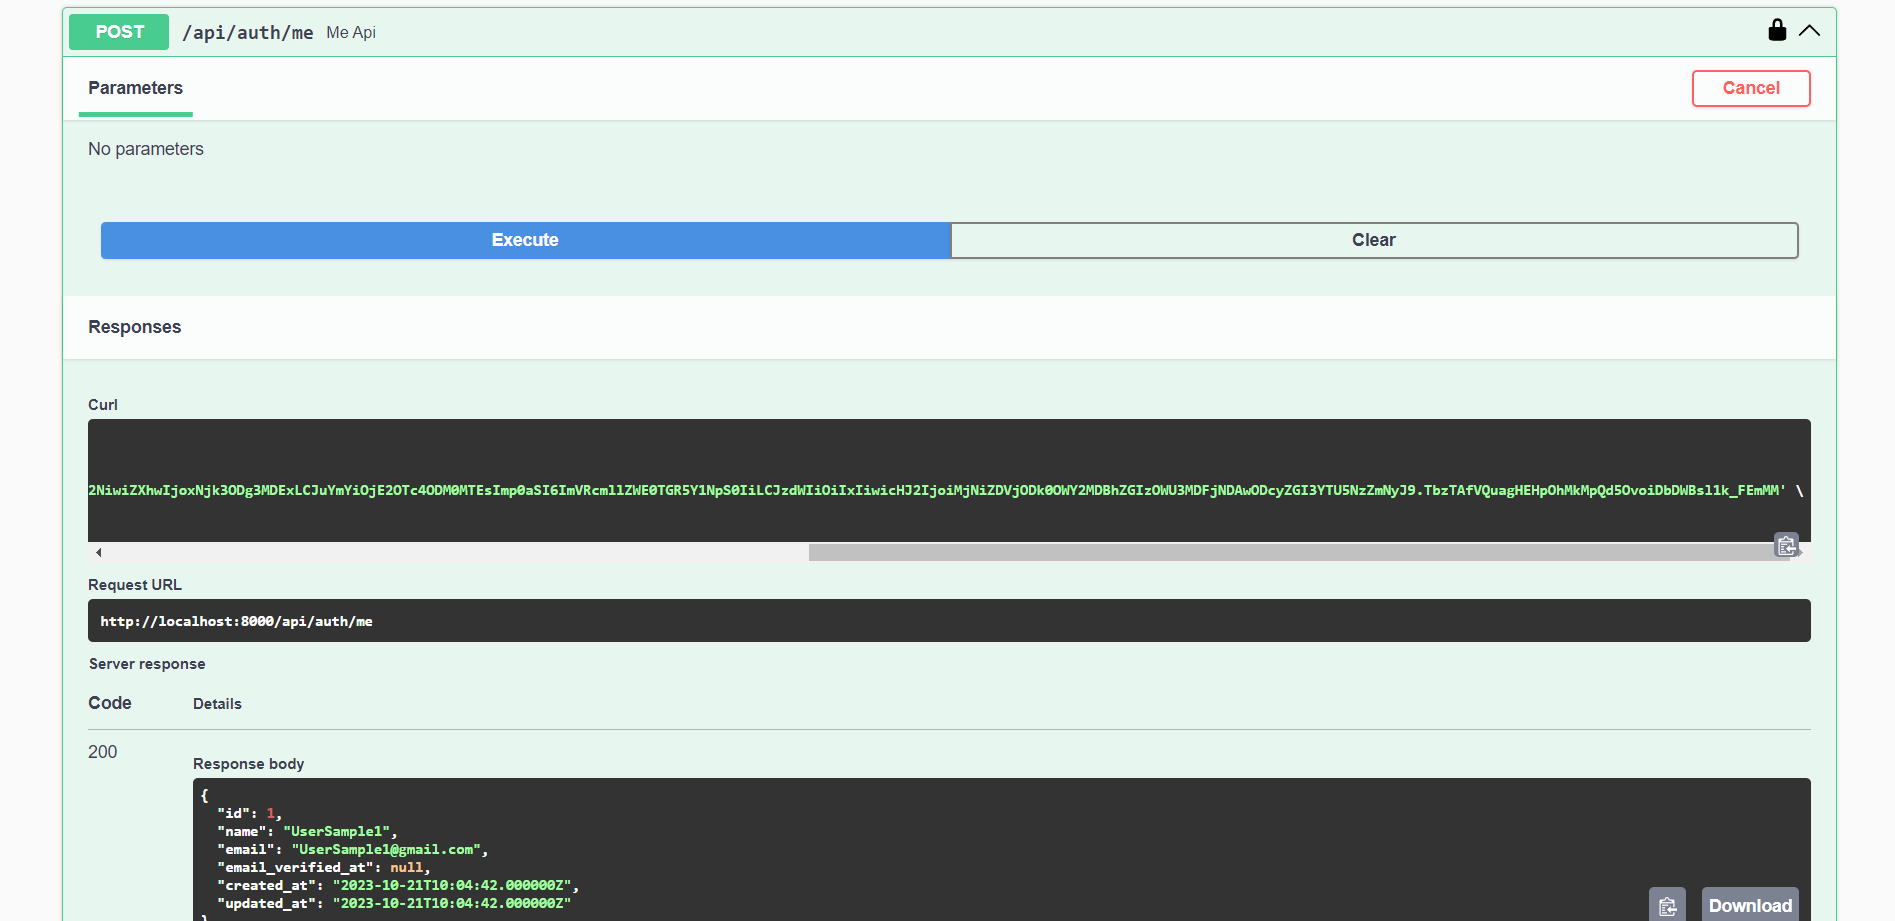 POST /api/auth/me Me Api
Parameters
Cancel
No parameters
Execute
Clear
Responses
Curl
2NiwiZXhwIjoxNjk3ODg3MDExLCJuYmYiOjE2OTc4ODM0MTEsImp0aSI6ImVRcmllZWE0TGR5Y1NpS0IiLCJzdWIiOiIxIiwicHJ2IjoiMjNiZDVjODk0OWY2MDBhZGIzOWU3MDFjNDAwODcyZGI3YTU5NzZmNyJ9.TbzTAfVQuagHEHpOhMkMpQd5OvoiDbDWBsl1k_FEmMM' \
Request URL
http://localhost:8000/api/auth/me
Server response
Code Details
200
Response body
{
"id": 1,
"name": "UserSample1",
"email": "UserSample1@gmail.com",
"email_verified_at": null,
"created_at": "2023-10-21T10:04:42.000000Z",
"updated_at": "2023-10-21T10:04:42.000000Z"
}
Download